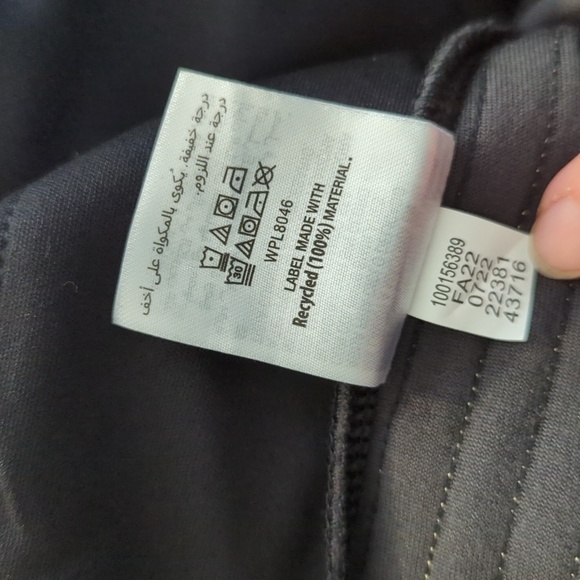 درجة خفيفة. يُكوى بالمكواة على أخف
درجة عند اللزوم.
30
WPL8046
LABEL MADE WITH
Recycled (100%) MATERIAL.
100156389
FA22
0722
22381
43716